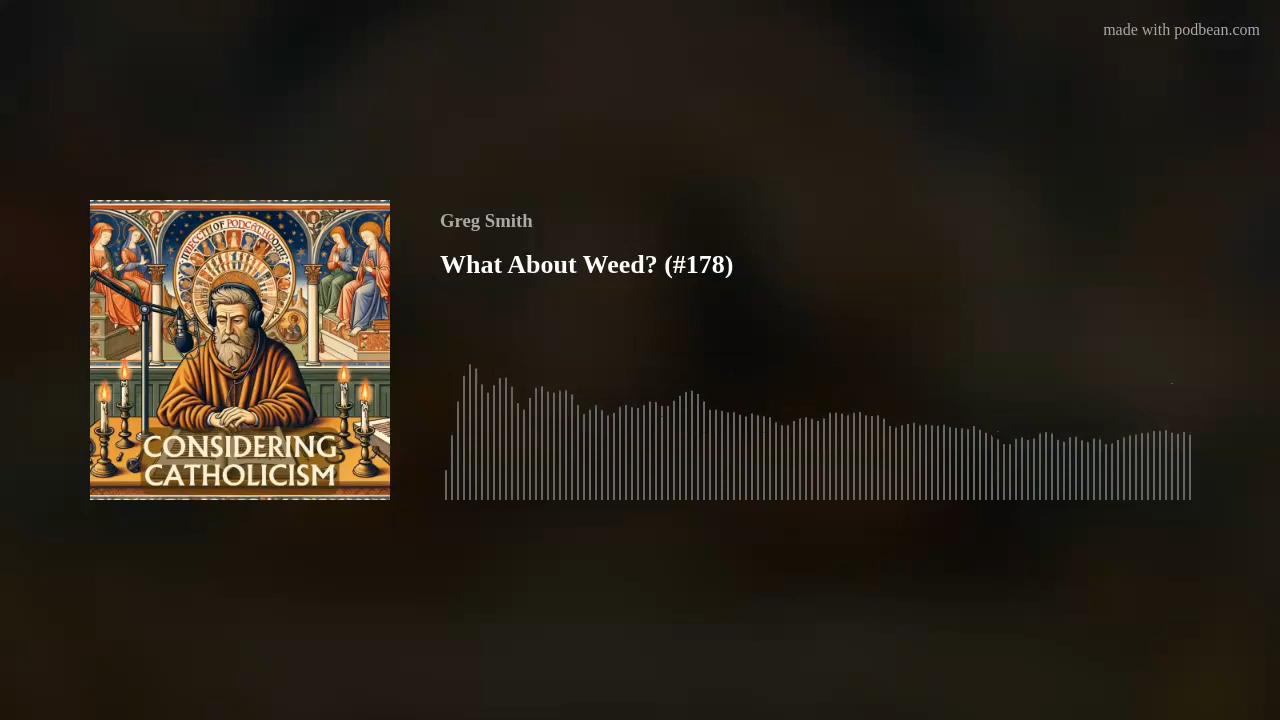 made with podbean.com
Greg Smith
What About Weed? (#178)
CONSIDERING
CATHOLICISM